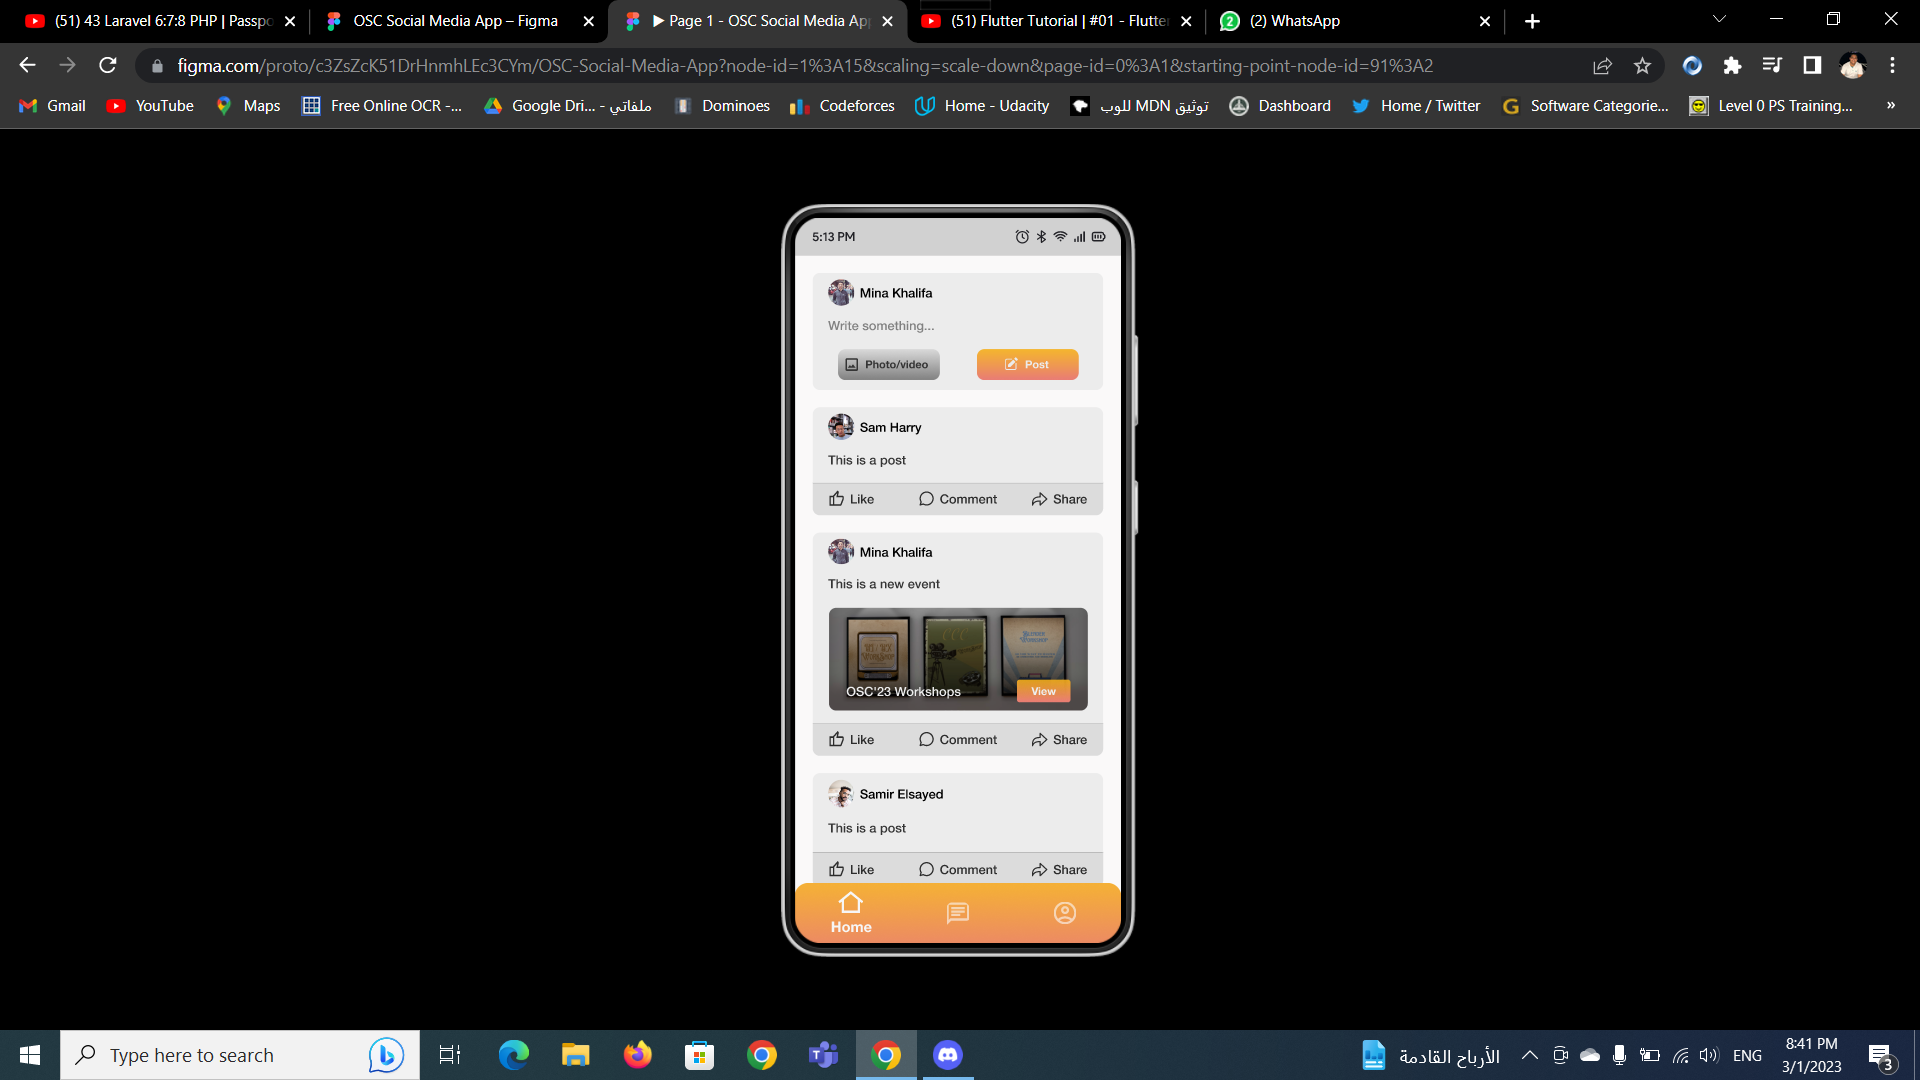 (51) 43 Laravel 6:7:8 PHP | Passpo
OSC Social Media App – Figma
▶ Page 1 - OSC Social Media Ap
(51) Flutter Tutorial | #01 - Flutte
(2) WhatsApp
figma.com/proto/c3ZsZcK51DrHnmhLEc3CYm/OSC-Social-Media-App?node-id=1%3A15&scaling=scale-down&page-id=0%3A1&starting-point-node-id=91%3A2
Gmail
YouTube
Maps
Free Online OCR -...
Google Dri... - ملفاتي
Dominoes
Codeforces
Home - Udacity
توثيق MDN للوب
Dashboard
Home / Twitter
Software Categorie...
Level 0 PS Training...
»
5:13 PM
Mina Khalifa
Write something...
Photo/video
Post
Sam Harry
This is a post
Like
Comment
Share
Mina Khalifa
This is a new event
OSC'23 Workshops
View
Like
Comment
Share
Samir Elsayed
This is a post
Like
Comment
Share
Home
Type here to search
الأرباح القادمة
ENG
8:41 PM
3/1/2023
3